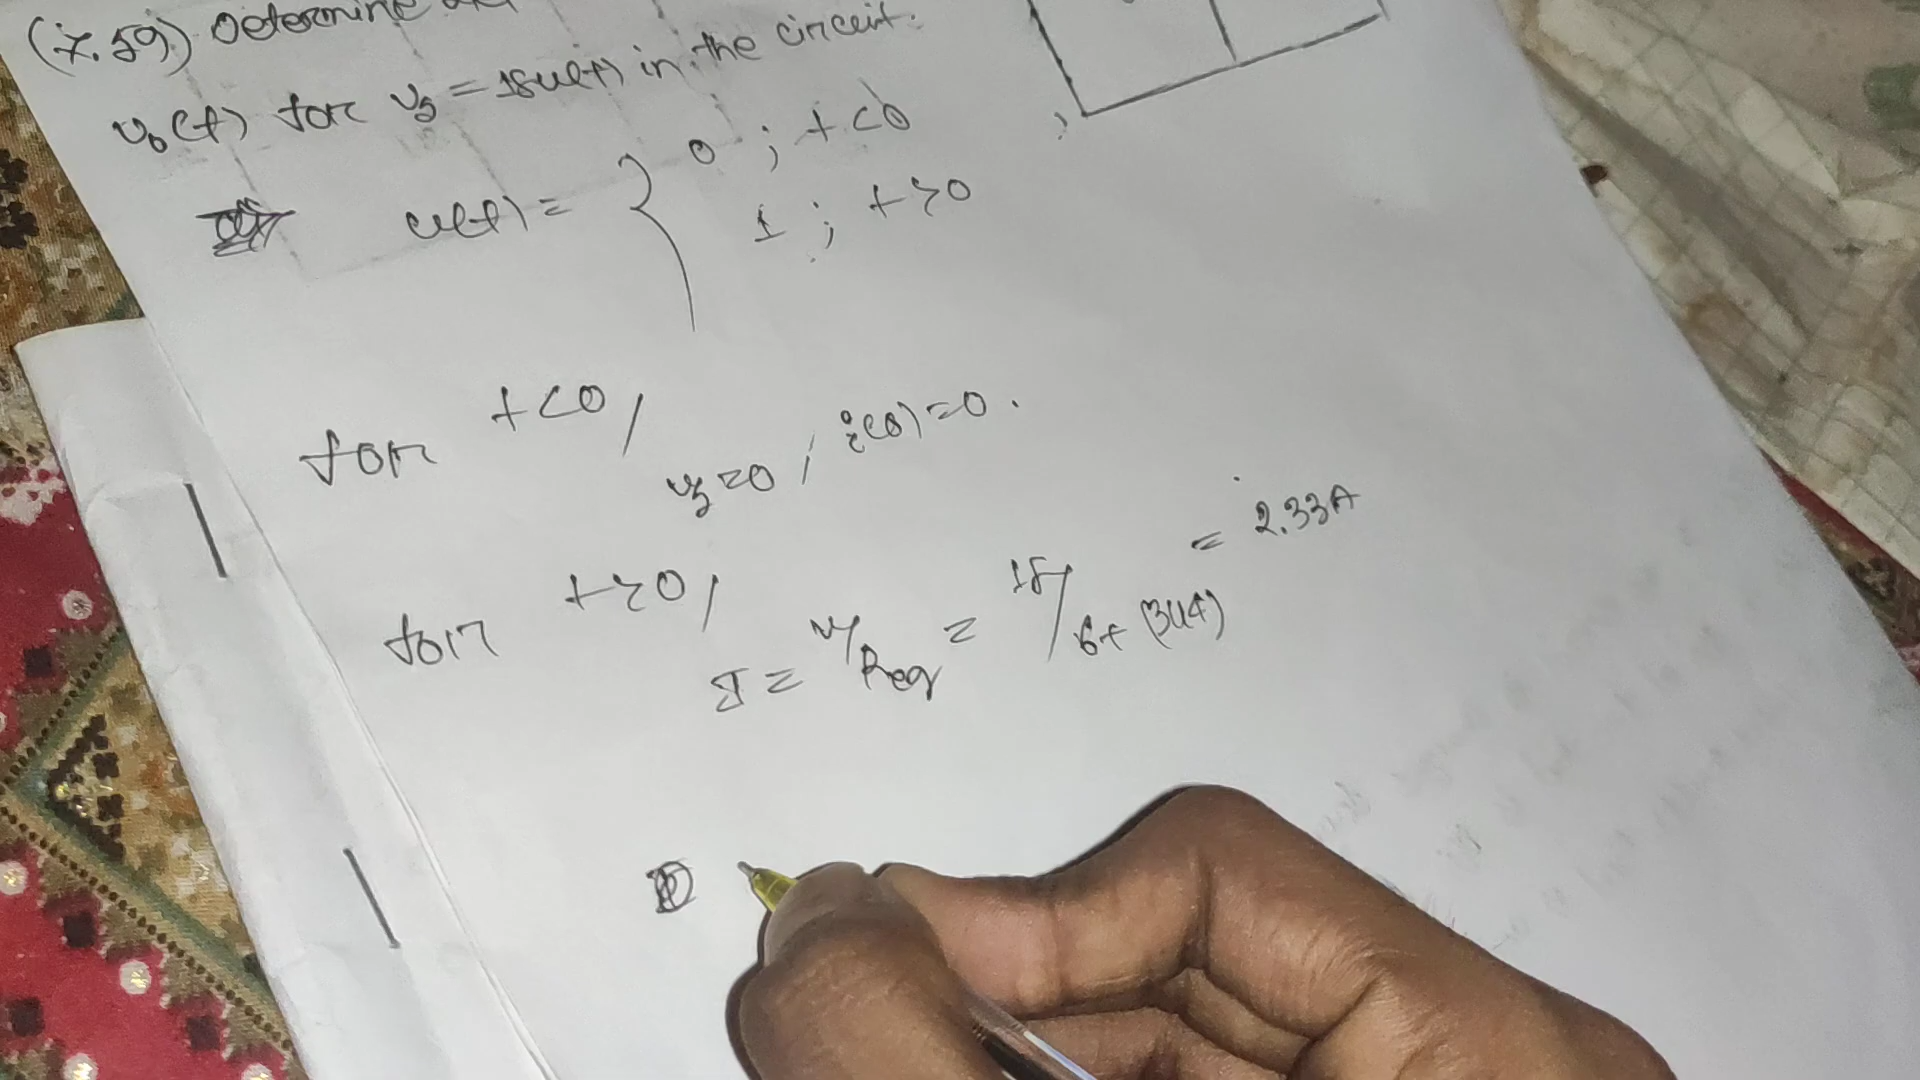 (7.59) Determine
v₀(t) for vs = 18u(t) in the circuit.
u(t) = { 0 ; t<0
1 ; t>0
for t<0, vs=0, i(0)=0.
for t>0, I = V/Req = 18/6+(3||4) = 2.33A